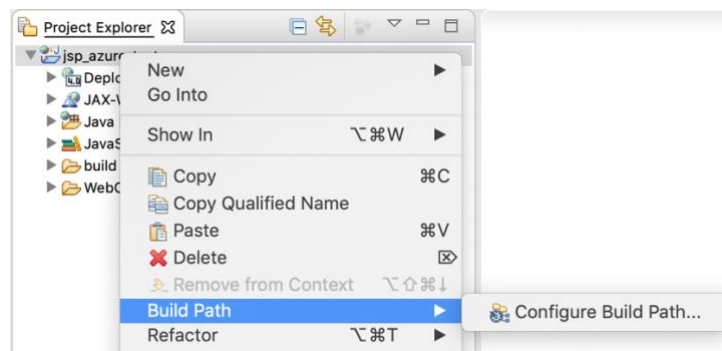 Project Explorer
jsp_azure
Deplo
New
JAX-
Go Into
Java
Show In ⌥⌘W
JavaS
build
Copy ⌘C
WebC
Copy Qualified Name
Paste ⌘V
Delete ⌦
Remove from Context ⌥⇧⌘↓
Build Path
Configure Build Path...
Refactor ⌥⌘T